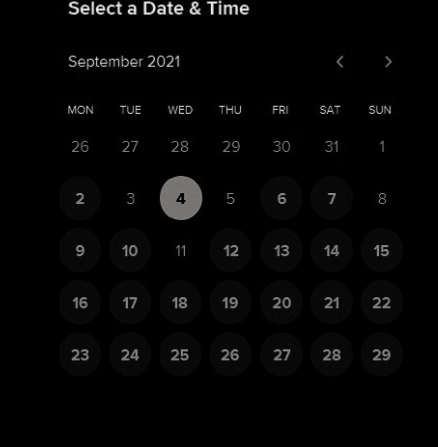 Select a Date & Time
September 2021
MON TUE WED THU FRI SAT SUN
26 27 28 29 30 31 1
2 3 4 5 6 7 8
9 10 11 12 13 14 15
16 17 18 19 20 21 22
23 24 25 26 27 28 29